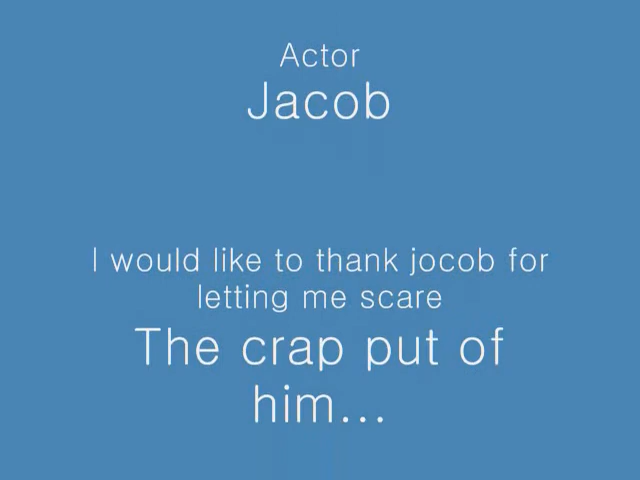 Actor
Jacob
I would like to thank jocob for
letting me scare
The crap put of
him...